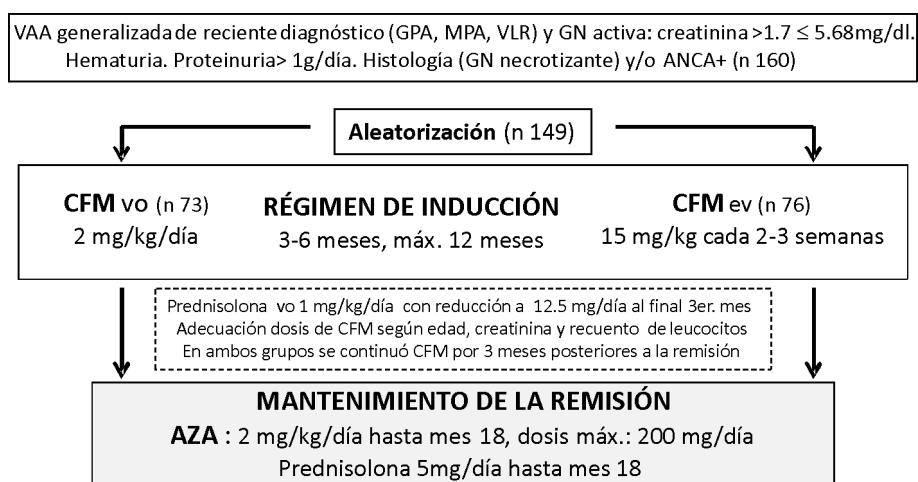 VAA generalizada de reciente diagnóstico (GPA, MPA, VLR) y GN activa: creatinina >1.7 ≤ 5.68mg/dl.
Hematuria. Proteinuria> 1g/día. Histología (GN necrotizante) y/o ANCA+ (n 160)
Aleatorización (n 149)
CFM vo (n 73)
2 mg/kg/día
RÉGIMEN DE INDUCCIÓN
3-6 meses, máx. 12 meses
CFM ev (n 76)
15 mg/kg cada 2-3 semanas
Prednisolona vo 1 mg/kg/día con reducción a 12.5 mg/día al final 3er. mes
Adecuación dosis de CFM según edad, creatinina y recuento de leucocitos
En ambos grupos se continuó CFM por 3 meses posteriores a la remisión
MANTENIMIENTO DE LA REMISIÓN
AZA : 2 mg/kg/día hasta mes 18, dosis máx.: 200 mg/día
Prednisolona 5mg/día hasta mes 18